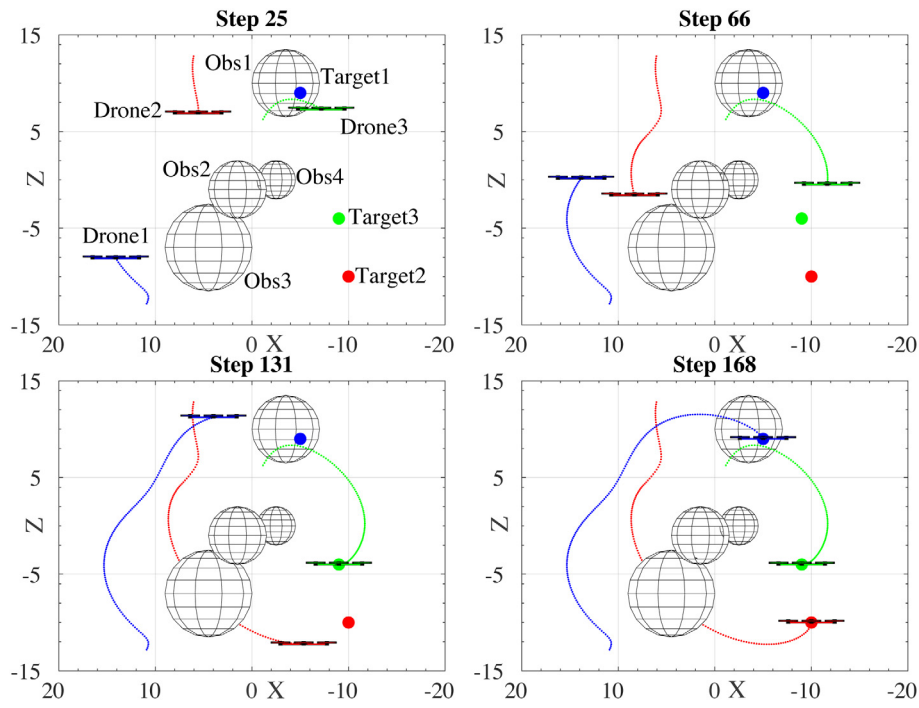 Step 25
Step 66
15
5
-5
-15
Z
20
10
0
X
-10
-20
Obs1
Target1
Drone2
Drone3
Obs2
Obs4
Target3
Drone1
Obs3
Target2
15
5
-5
-15
Z
20
10
0
X
-10
-20
Step 131
Step 168
15
5
-5
-15
Z
20
10
0
X
-10
-20
15
5
-5
-15
Z
20
10
0
X
-10
-20